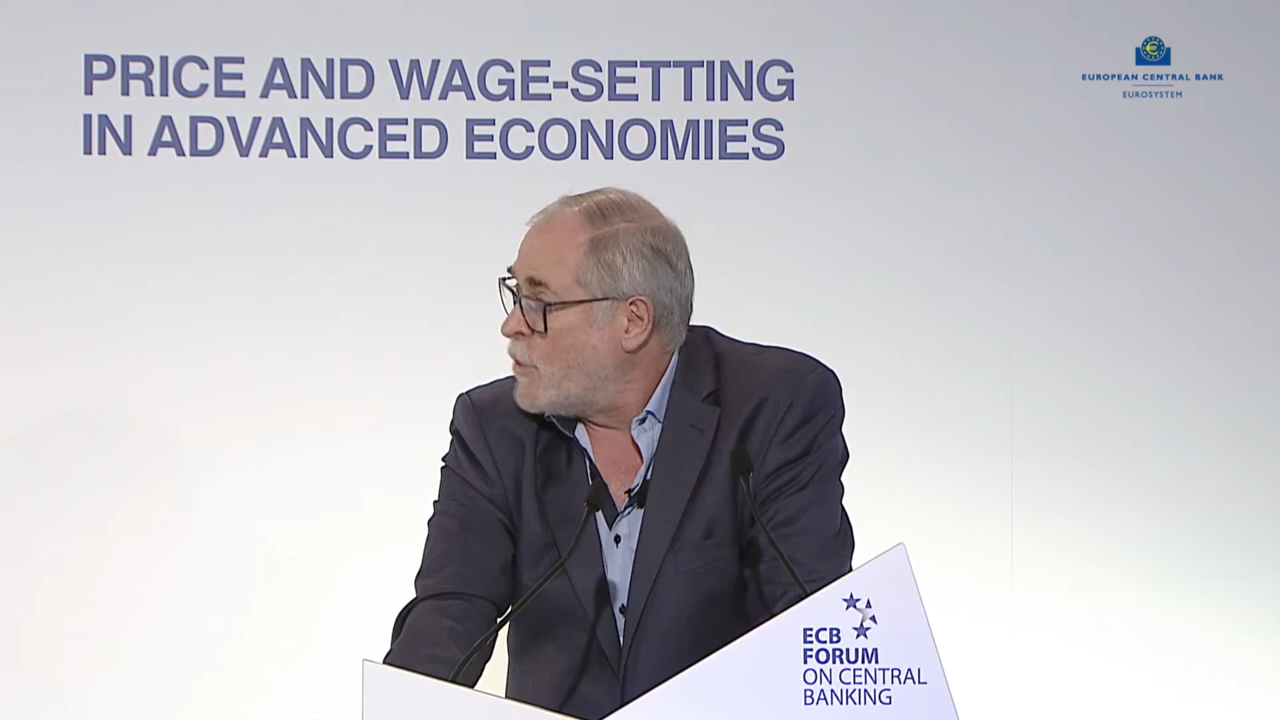 PRICE AND WAGE-SETTING
IN ADVANCED ECONOMIES
EUROPEAN CENTRAL BANK
EUROSYSTEM
ECB
FORUM
ON CENTRAL
BANKING